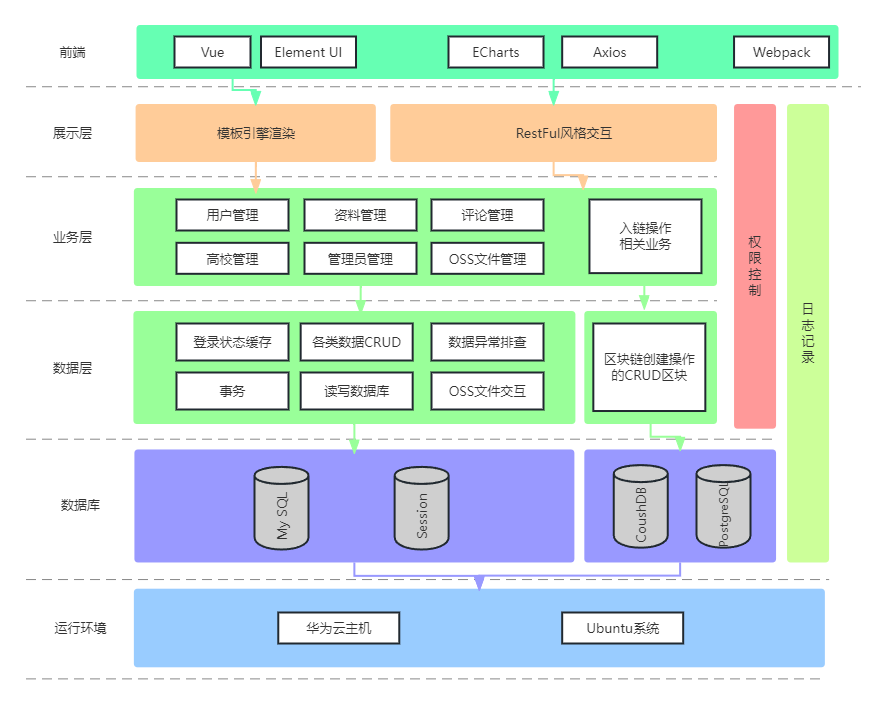 前端
Vue
Element UI
ECharts
Axios
Webpack
展示层
模板引擎渲染
RestFul风格交互
业务层
用户管理
资料管理
评论管理
高校管理
管理员管理
OSS文件管理
入链操作
相关业务
权限控制
日志记录
数据层
登录状态缓存
各类数据CRUD
数据异常排查
事务
读写数据库
OSS文件交互
区块链创建操作
的CRUD区块
数据库
My SQL
Session
CoushDB
PostgreSQL
运行环境
华为云主机
Ubuntu系统